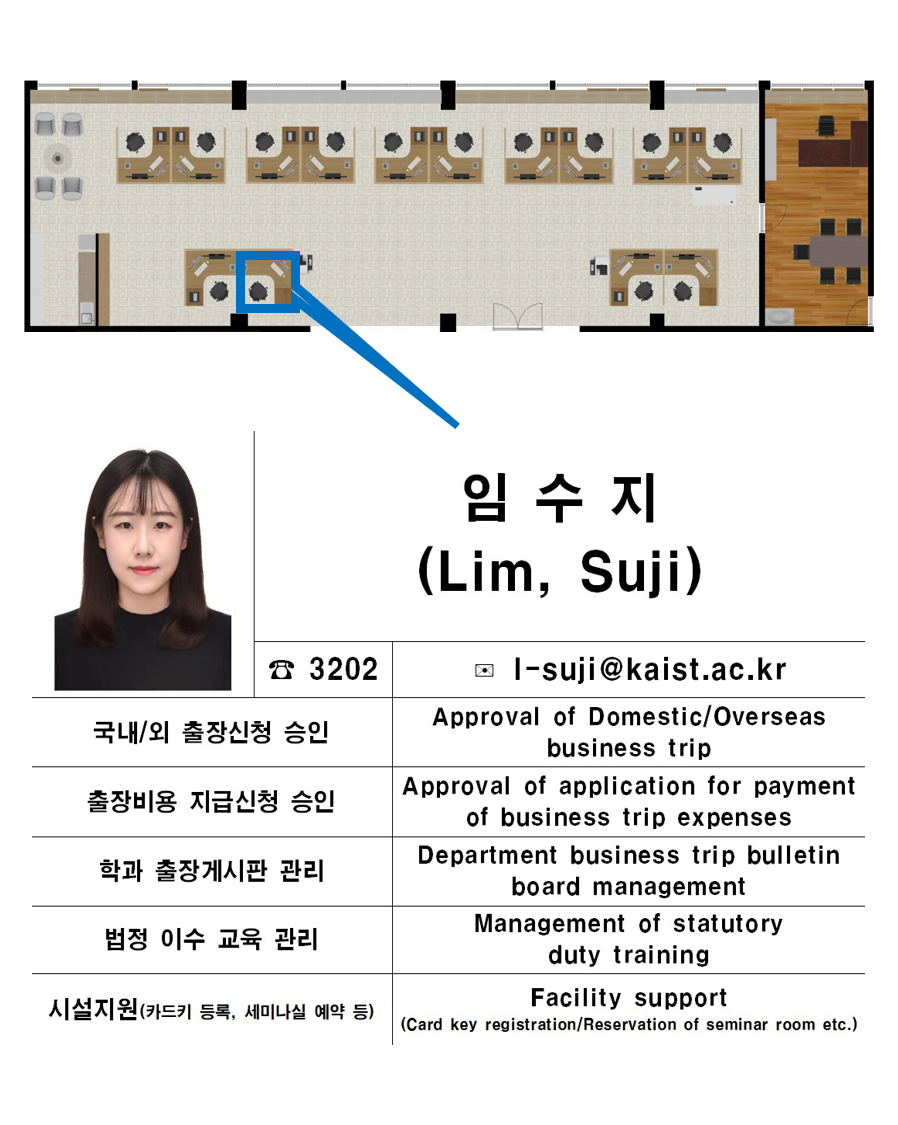 임 수 지
(Lim, Suji)
☎ 3202
✉ l-suji@kaist.ac.kr
국내/외 출장신청 승인
Approval of Domestic/Overseas
business trip
출장비용 지급신청 승인
Approval of application for payment
of business trip expenses
학과 출장게시판 관리
Department business trip bulletin
board management
법정 이수 교육 관리
Management of statutory
duty training
시설지원(카드키 등록, 세미나실 예약 등)
Facility support
(Card key registration/Reservation of seminar room etc.)